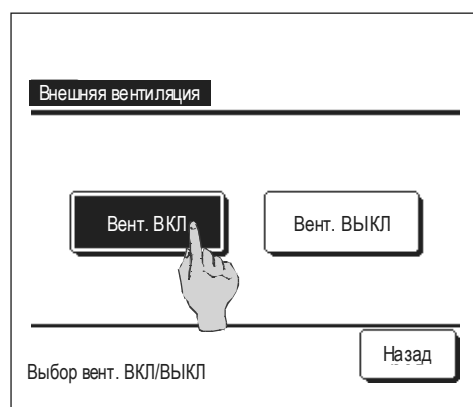 Внешняя вентиляция
Вент. ВКЛ
Вент. ВЫКЛ
Назад
Выбор вент. ВКЛ/ВЫКЛ